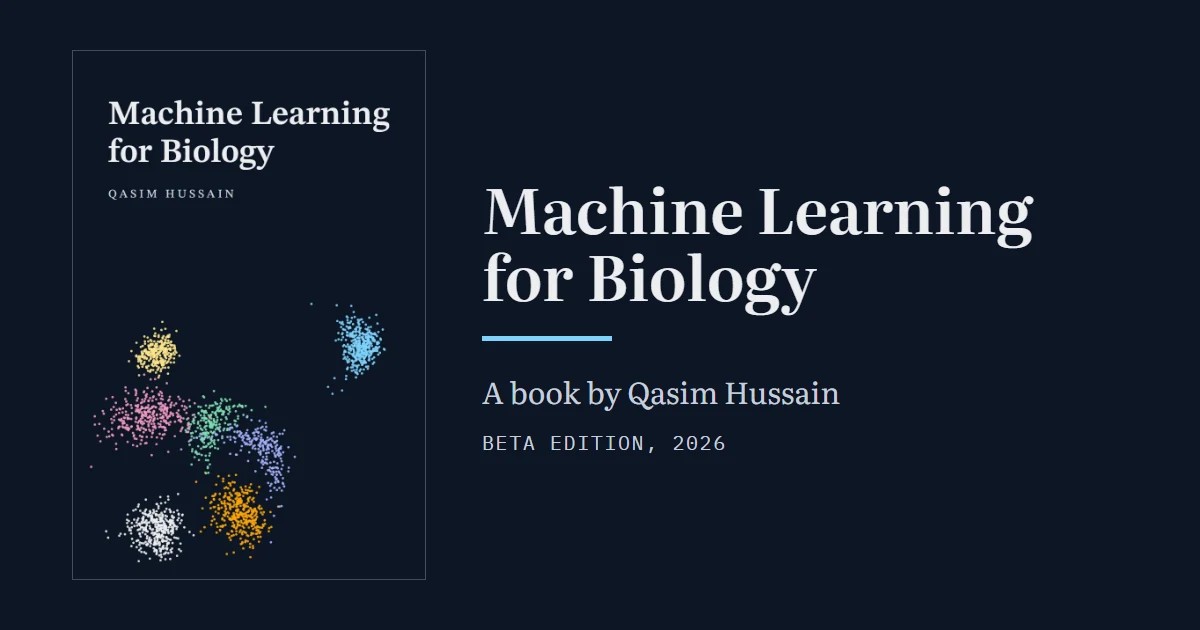 Machine Learning
for Biology
QASIM HUSSAIN
Machine Learning
for Biology
A book by Qasim Hussain
BETA EDITION, 2026